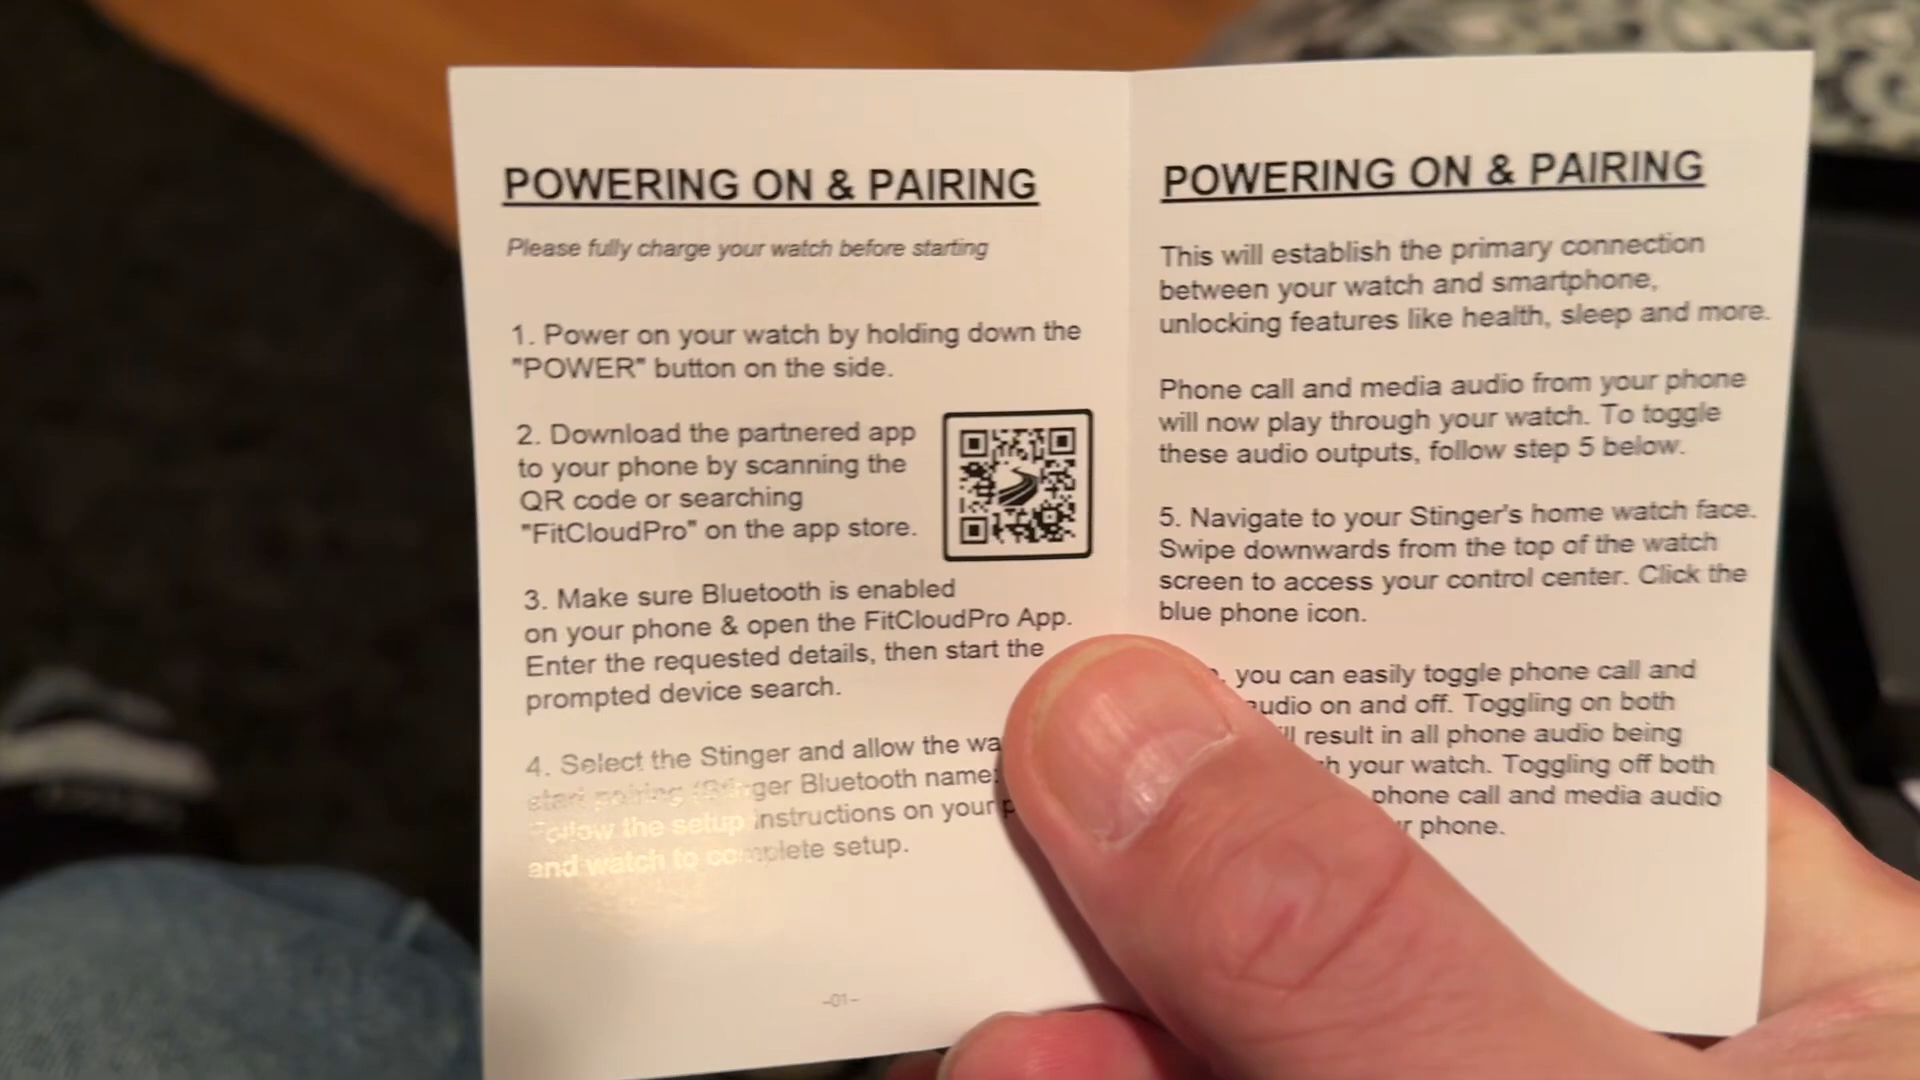 POWERING ON & PAIRING
Please fully charge your watch before starting
1. Power on your watch by holding down the
"POWER" button on the side.
2. Download the partnered app
to your phone by scanning the
QR code or searching
"FitCloudPro" on the app store.
3. Make sure Bluetooth is enabled
on your phone & open the FitCloudPro App.
Enter the requested details, then start the
prompted device search.
4. Select the Stinger and allow the
start pairing (Stinger Bluetooth name:
Follow the setup instructions on your
and watch to complete setup.
-01-
POWERING ON & PAIRING
This will establish the primary connection
between your watch and smartphone,
unlocking features like health, sleep and more.
Phone call and media audio from your phone
will now play through your watch. To toggle
these audio outputs, follow step 5 below.
5. Navigate to your Stinger's home watch face.
Swipe downwards from the top of the watch
screen to access your control center. Click the
blue phone icon.
you can easily toggle phone call and
audio on and off. Toggling on both
result in all phone audio being
your watch. Toggling off both
phone call and media audio
phone.